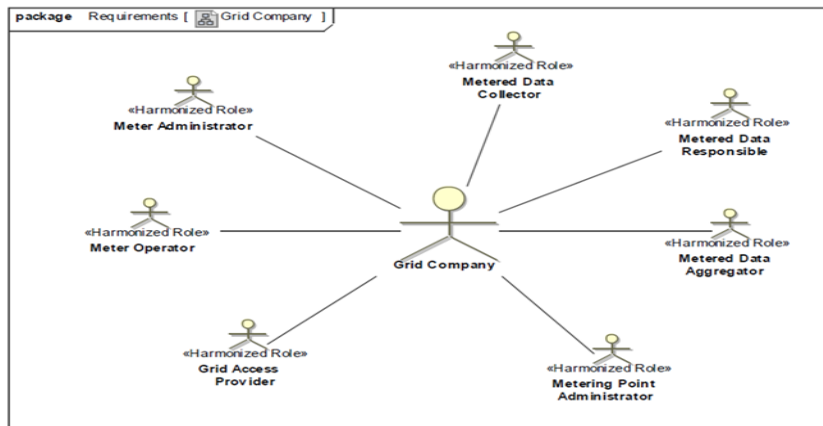 package Requirements [ Grid Company ]
«Harmonized Role»
Metered Data
Collector
«Harmonized Role»
Meter Administrator
«Harmonized Role»
Metered Data
Responsible
«Harmonized Role»
Meter Operator
Grid Company
«Harmonized Role»
Metered Data
Aggregator
«Harmonized Role»
Grid Access
Provider
«Harmonized Role»
Metering Point
Administrator